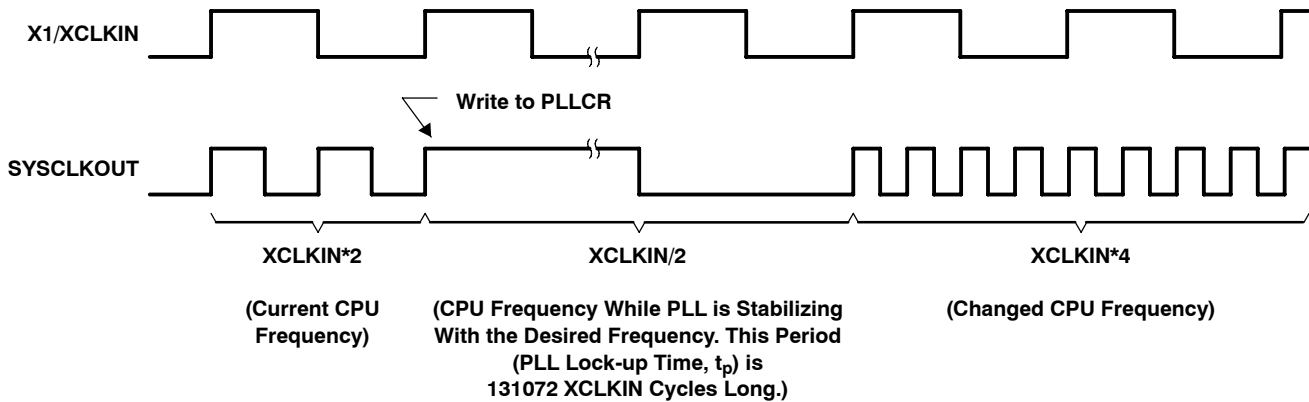 X1/XCLKIN
Write to PLLCR
SYSCLKOUT
XCLKIN*2
(Current CPU
Frequency)
XCLKIN/2
(CPU Frequency While PLL is Stabilizing
With the Desired Frequency. This Period
(PLL Lock-up Time, tp) is
131072 XCLKIN Cycles Long.)
XCLKIN*4
(Changed CPU Frequency)